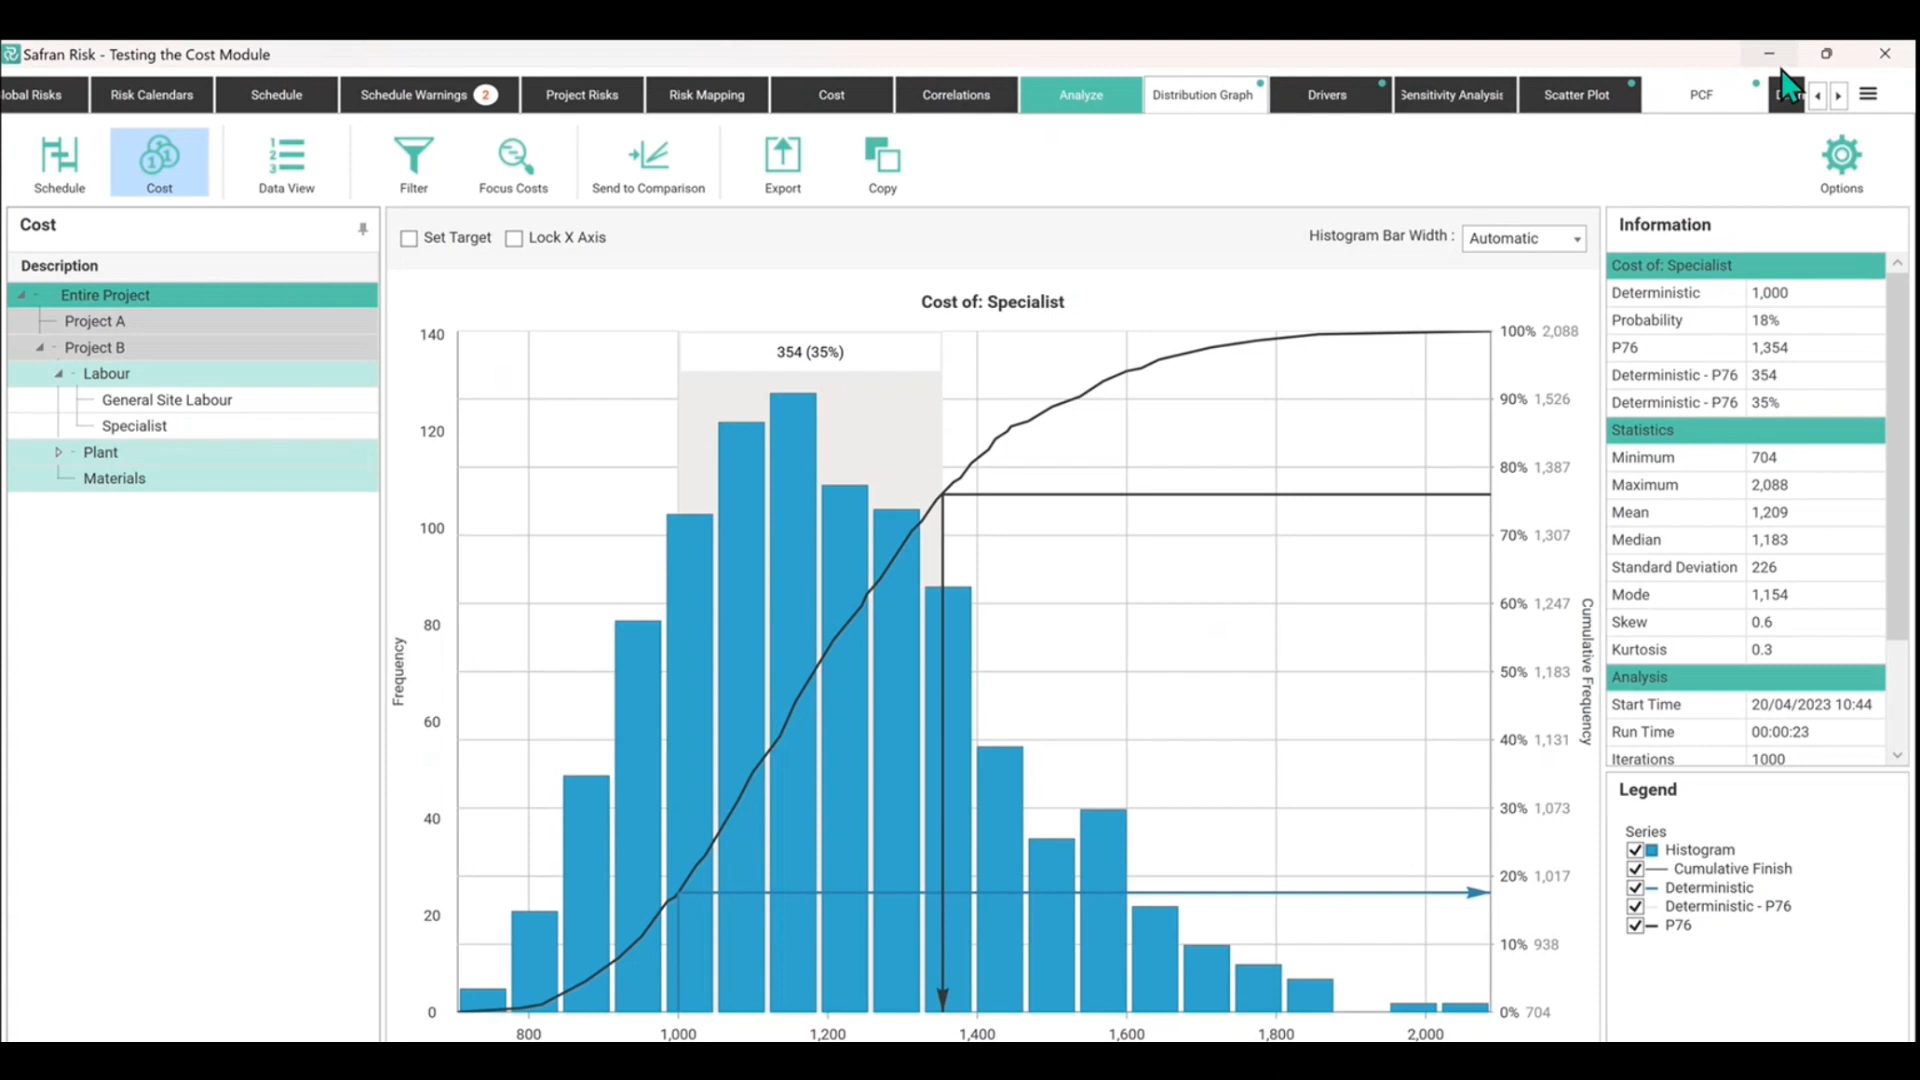 Safran Risk - Testing the Cost Module
lobal Risks
Risk Calendars
Schedule
Schedule Warnings 2
Project Risks
Risk Mapping
Cost
Correlations
Analyze
Distribution Graph
Drivers
Sensitivity Analysis
Scatter Plot
PCF
Schedule
Cost
Data View
Filter
Focus Costs
Send to Comparison
Export
Copy
Options
Cost
Description
Entire Project
Project A
Project B
Labour
General Site Labour
Specialist
Plant
Materials
Set Target
Lock X Axis
Histogram Bar Width :
Automatic
Cost of: Specialist
354 (35%)
Frequency
140
120
100
80
60
40
20
0
800
1,000
1,200
1,400
1,600
1,800
2,000
100% 2,088
90% 1,526
80% 1,387
70% 1,307
60% 1,247
50% 1,183
40% 1,131
30% 1,073
20% 1,017
10% 938
0% 704
Cumulative Frequency
Information
Cost of: Specialist
Deterministic 1,000
Probability 18%
P76 1,354
Deterministic - P76 354
Deterministic - P76 35%
Statistics
Minimum 704
Maximum 2,088
Mean 1,209
Median 1,183
Standard Deviation 226
Mode 1,154
Skew 0.6
Kurtosis 0.3
Analysis
Start Time 20/04/2023 10:44
Run Time 00:00:23
Iterations 1000
Legend
Series
Histogram
Cumulative Finish
Deterministic
Deterministic - P76
P76